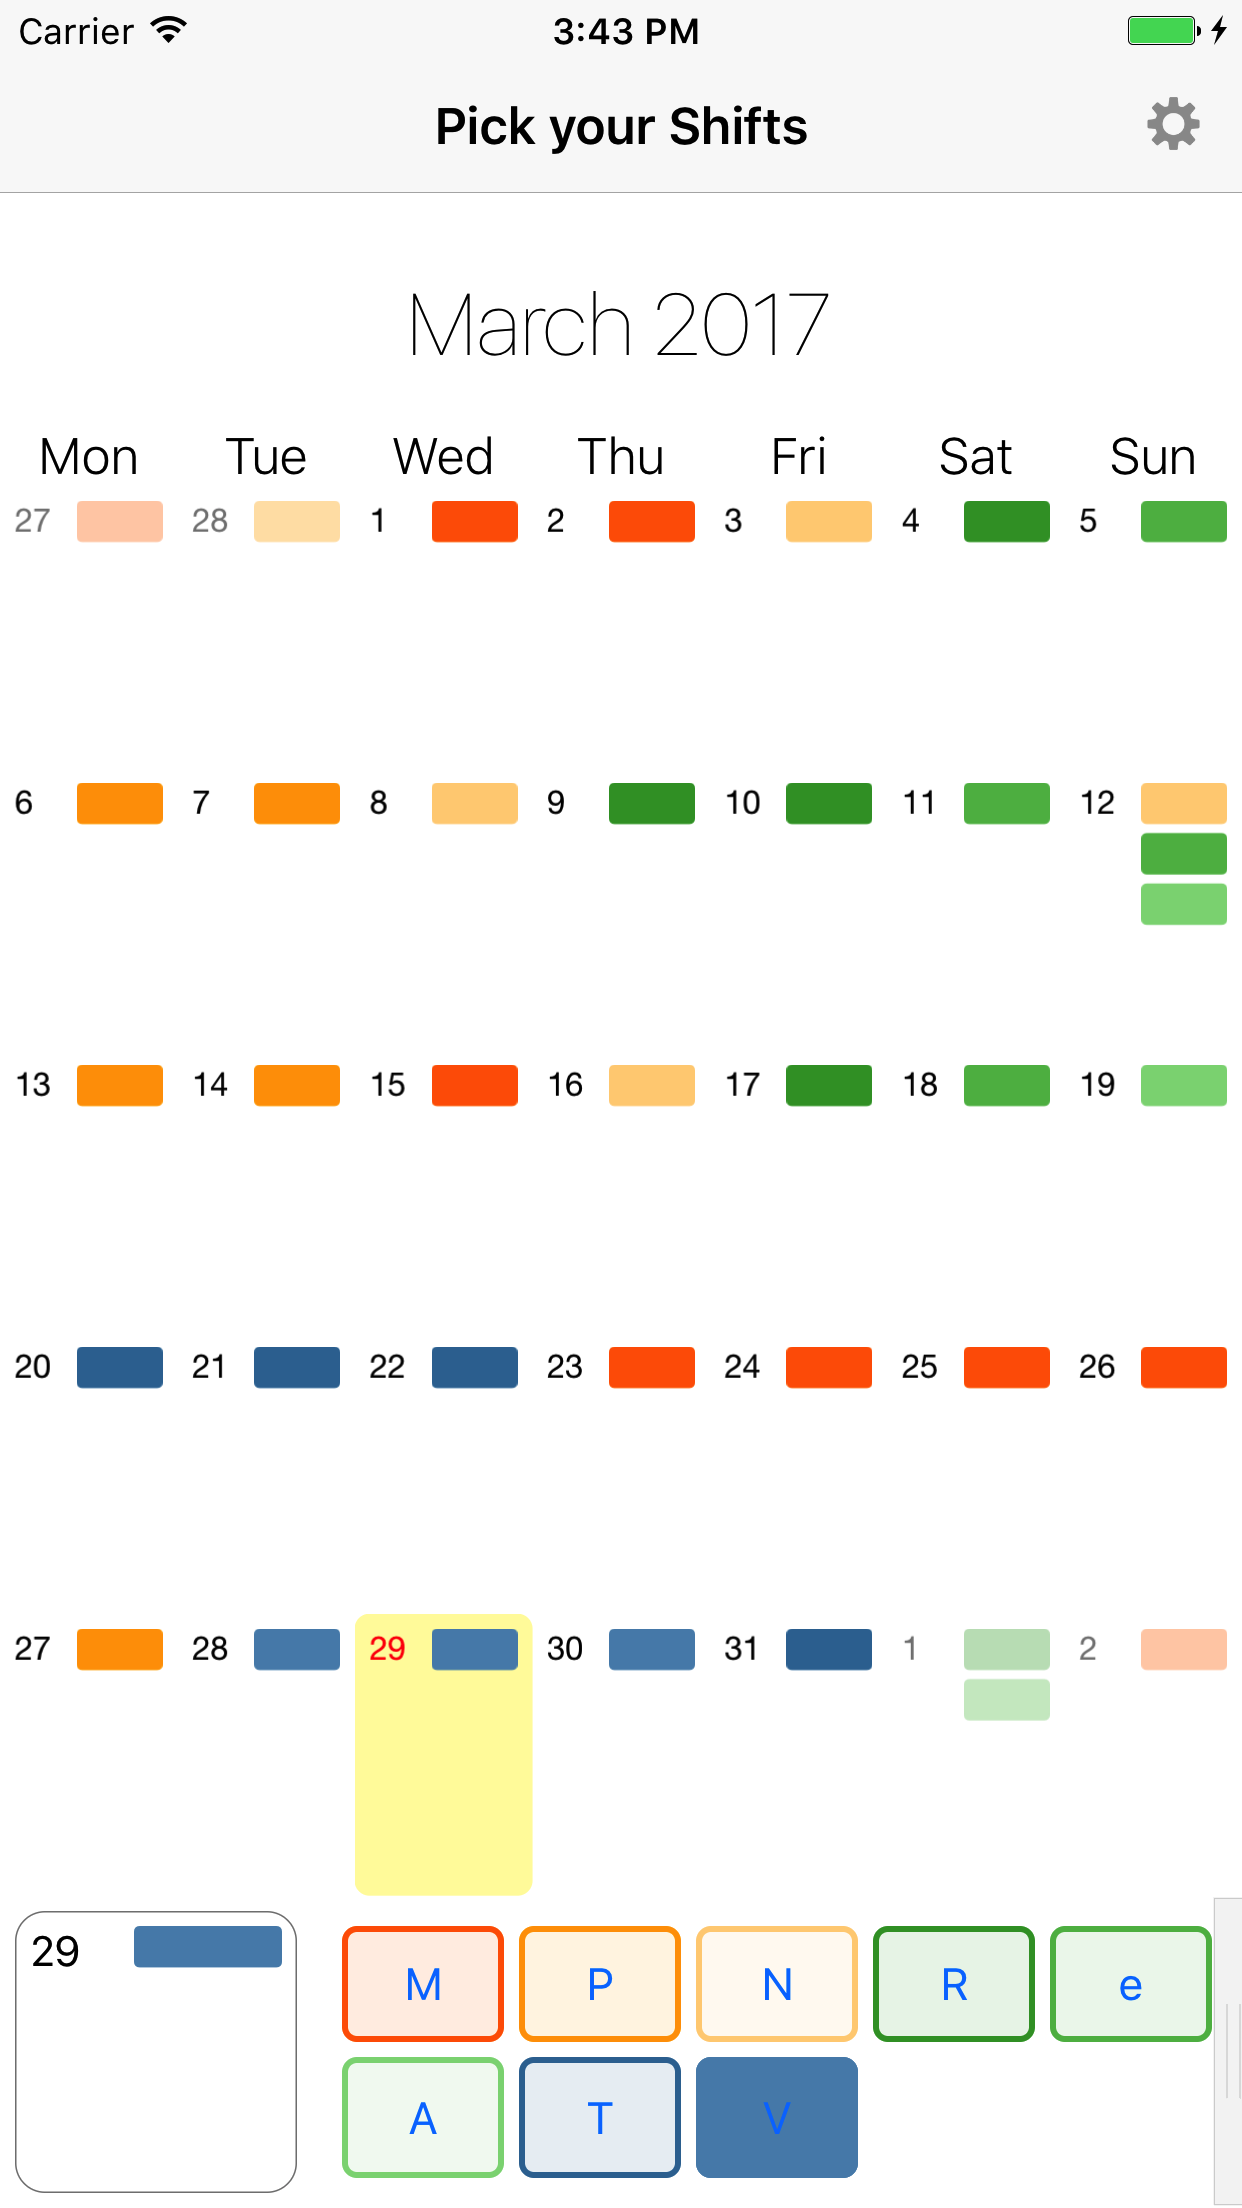 Carrier 3:43 PM
Pick your Shifts
March 2017
Mon Tue Wed Thu Fri Sat Sun
27 28 1 2 3 4 5
6 7 8 9 10 11 12
13 14 15 16 17 18 19
20 21 22 23 24 25 26
27 28 29 30 31 1 2
29 M P N R e
A T V